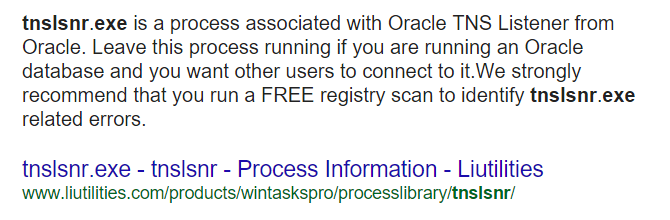 tnslsnr.exe is a process associated with Oracle TNS Listener from
Oracle. Leave this process running if you are running an Oracle
database and you want other users to connect to it.We strongly
recommend that you run a FREE registry scan to identify tnslsnr.exe
related errors.
tnslsnr.exe - tnslsnr - Process Information - Liutilities
www.liutilities.com/products/wintaskspro/processlibrary/tnslsnr/